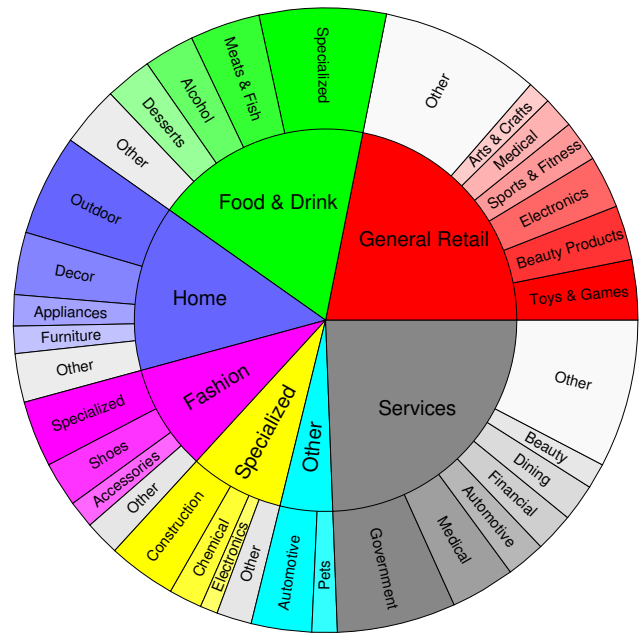 Specialized
Meats & Fish
Alcohol
Desserts
Other
Food & Drink
Other
Arts & Crafts
Medical
Sports & Fitness
Electronics
Beauty Products
Toys & Games
General Retail
Outdoor
Decor
Appliances
Furniture
Other
Home
Specialized
Shoes
Accessories
Other
Fashion
Construction
Chemical
Electronics
Other
Specialized
Automotive
Pets
Other
Government
Medical
Automotive
Financial
Dining
Beauty
Other
Services